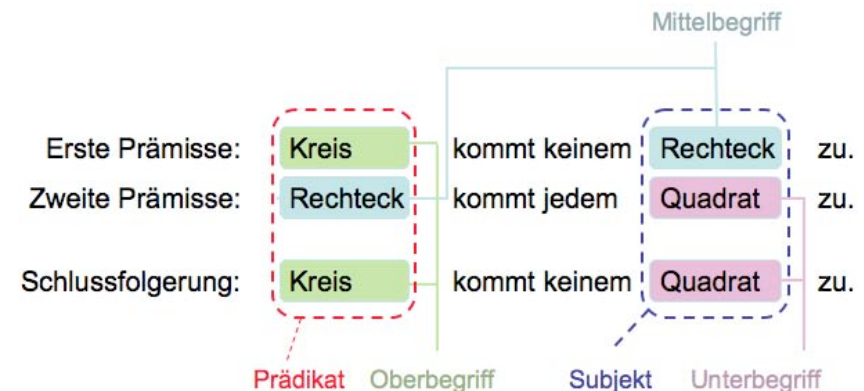 Mittelbegriff
Erste Prämisse: Kreis kommt keinem Rechteck zu.
Zweite Prämisse: Rechteck kommt jedem Quadrat zu.
Schlussfolgerung: Kreis kommt keinem Quadrat zu.
Prädikat Oberbegriff Subjekt Unterbegriff